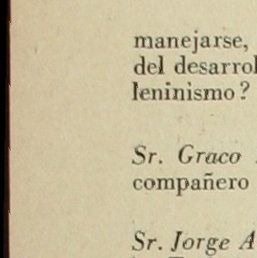 manejarse,
del desarrol
leninismo?
Sr. Graco
compañero
Sr. Jorge A